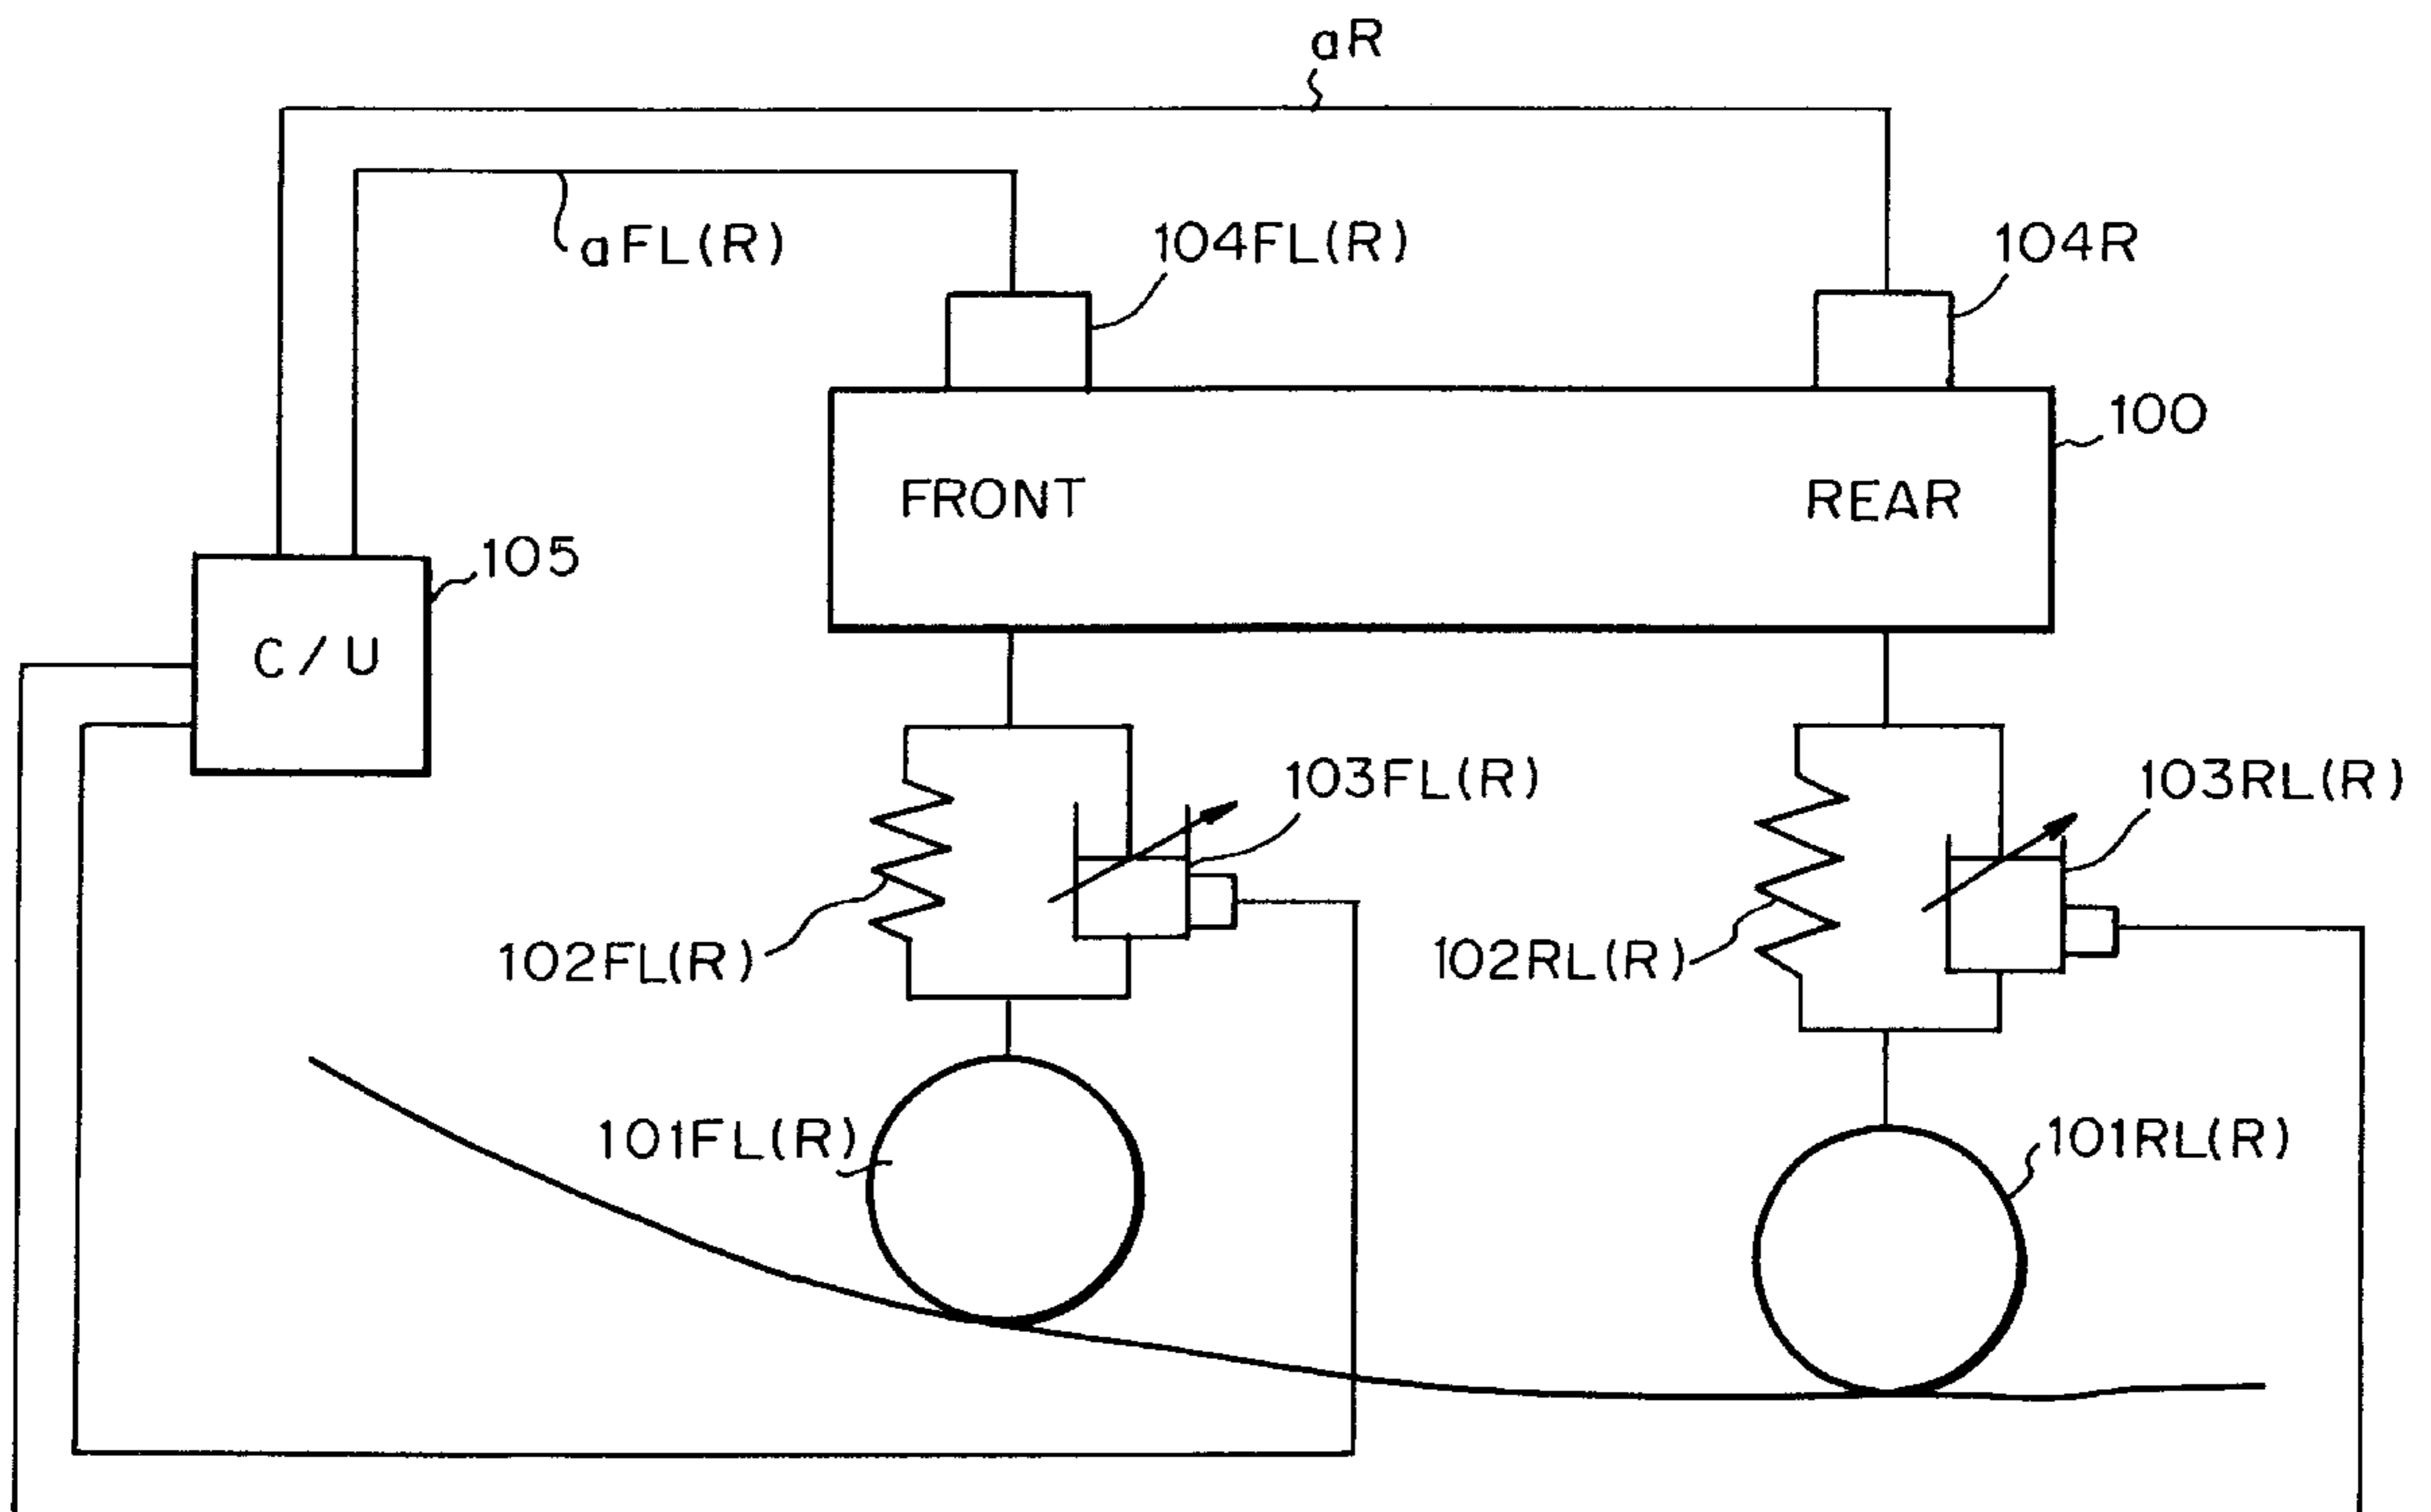 aR
aFL(R)
104FL(R)
104R
100
FRONT
REAR
105
C/U
103FL(R)
103RL(R)
102FL(R)
102RL(R)
101FL(R)
101RL(R)